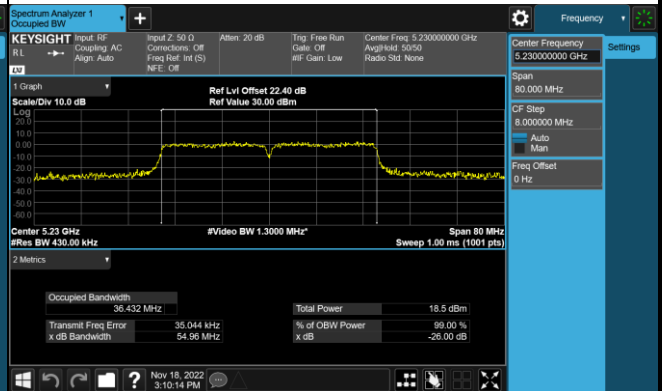 Spectrum Analyzer 1
Occupied BW
Frequency
KEYSIGHT
RL
LXI
Input: RF
Coupling: AC
Align: Auto
Input Z: 50 Ω
Corrections: Off
Freq Ref: Int (S)
NFE: Off
Atten: 20 dB
Trig: Free Run
Gate: Off
#IF Gain: Low
Center Freq: 5.230000000 GHz
Avg|Hold: 50/50
Radio Std: None
Center Frequency
5.230000000 GHz
Settings
Span
80.000 MHz
CF Step
8.000000 MHz
Auto
Man
Freq Offset
0 Hz
1 Graph
Scale/Div 10.0 dB
Ref Lvl Offset 22.40 dB
Ref Value 30.00 dBm
Log
20.0
10.0
0.00
-10.0
-20.0
-30.0
-40.0
-50.0
-60.0
Center 5.23 GHz
#Res BW 430.00 kHz
#Video BW 1.3000 MHz*
Span 80 MHz
Sweep 1.00 ms (1001 pts)
2 Metrics
Occupied Bandwidth
36.432 MHz
Total Power 18.5 dBm
Transmit Freq Error 35.044 kHz
% of OBW Power 99.00 %
x dB Bandwidth 54.96 MHz
x dB -26.00 dB
?
Nov 18, 2022
3:10:14 PM